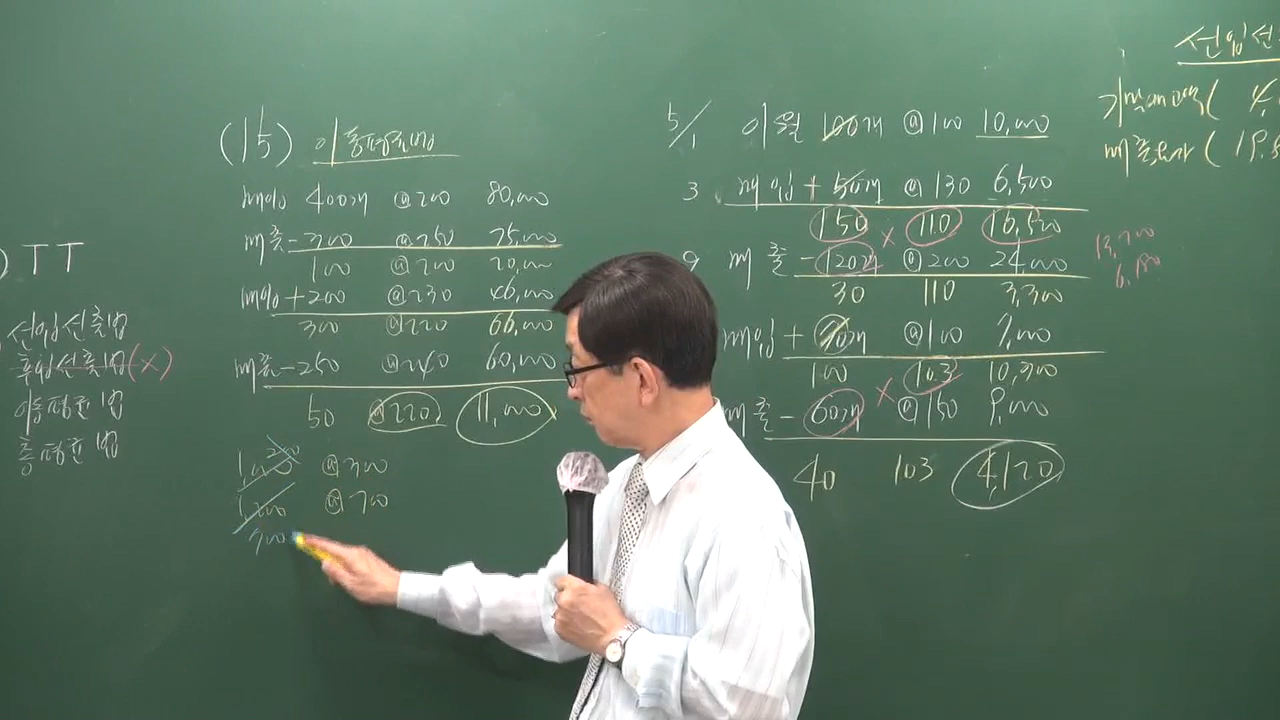 ) TT
선입선출법
후입선출법(X)
이동평균법
총평균법
(15) 이동평균법
매입 400개 @200 80,000
매출 -300 @250 75,000
100 @200 20,000
매입 +200 @230 46,000
300 @220 66,000
매출 -250 @240 60,000
50 @220 11,000
@300
@700
5/1 이월 100개 @100 10,000
3 매입 + 50개 @130 6,500
150 X 110 16,500
9 매출 - 120개 @200 24,000
30 110 3,300
매입 + 70개 @100 7,000
100 X 103 10,300
매출 - 60개 @150 9,000
40 103 4,120
13,200
6,180
선입선
기말재고액( 4,
매출원가( 19,